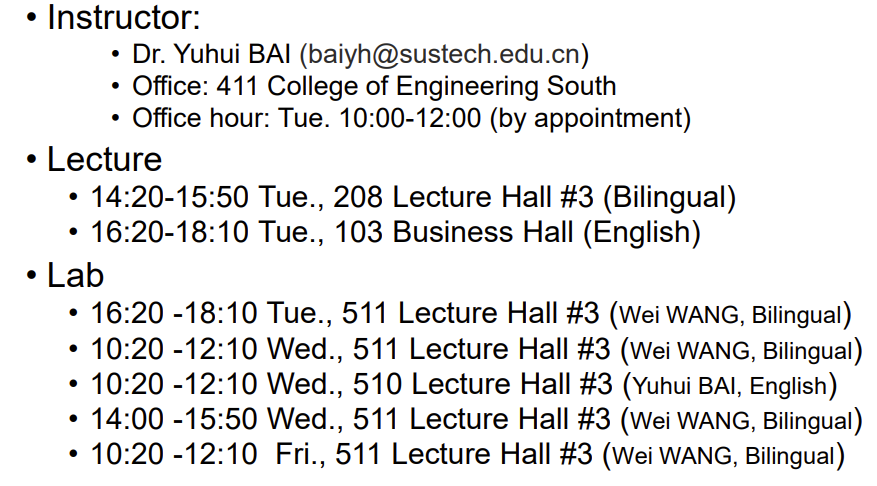 • Instructor:
• Dr. Yuhui BAI (baiyh@sustech.edu.cn)
• Office: 411 College of Engineering South
• Office hour: Tue. 10:00-12:00 (by appointment)
• Lecture
• 14:20-15:50 Tue., 208 Lecture Hall #3 (Bilingual)
• 16:20-18:10 Tue., 103 Business Hall (English)
• Lab
• 16:20 -18:10 Tue., 511 Lecture Hall #3 (Wei WANG, Bilingual)
• 10:20 -12:10 Wed., 511 Lecture Hall #3 (Wei WANG, Bilingual)
• 10:20 -12:10 Wed., 510 Lecture Hall #3 (Yuhui BAI, English)
• 14:00 -15:50 Wed., 511 Lecture Hall #3 (Wei WANG, Bilingual)
• 10:20 -12:10  Fri., 511 Lecture Hall #3 (Wei WANG, Bilingual)